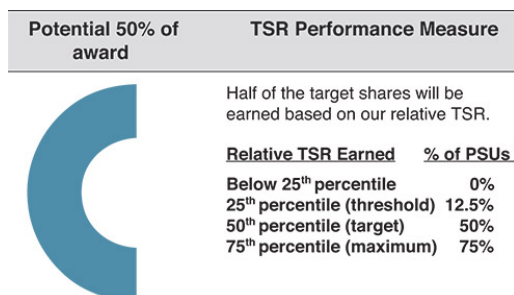 Potential 50% of
award
TSR Performance Measure
Half of the target shares will be
earned based on our relative TSR.
Relative TSR Earned % of PSUs
Below 25th percentile 0%
25th percentile (threshold) 12.5%
50th percentile (target) 50%
75th percentile (maximum) 75%